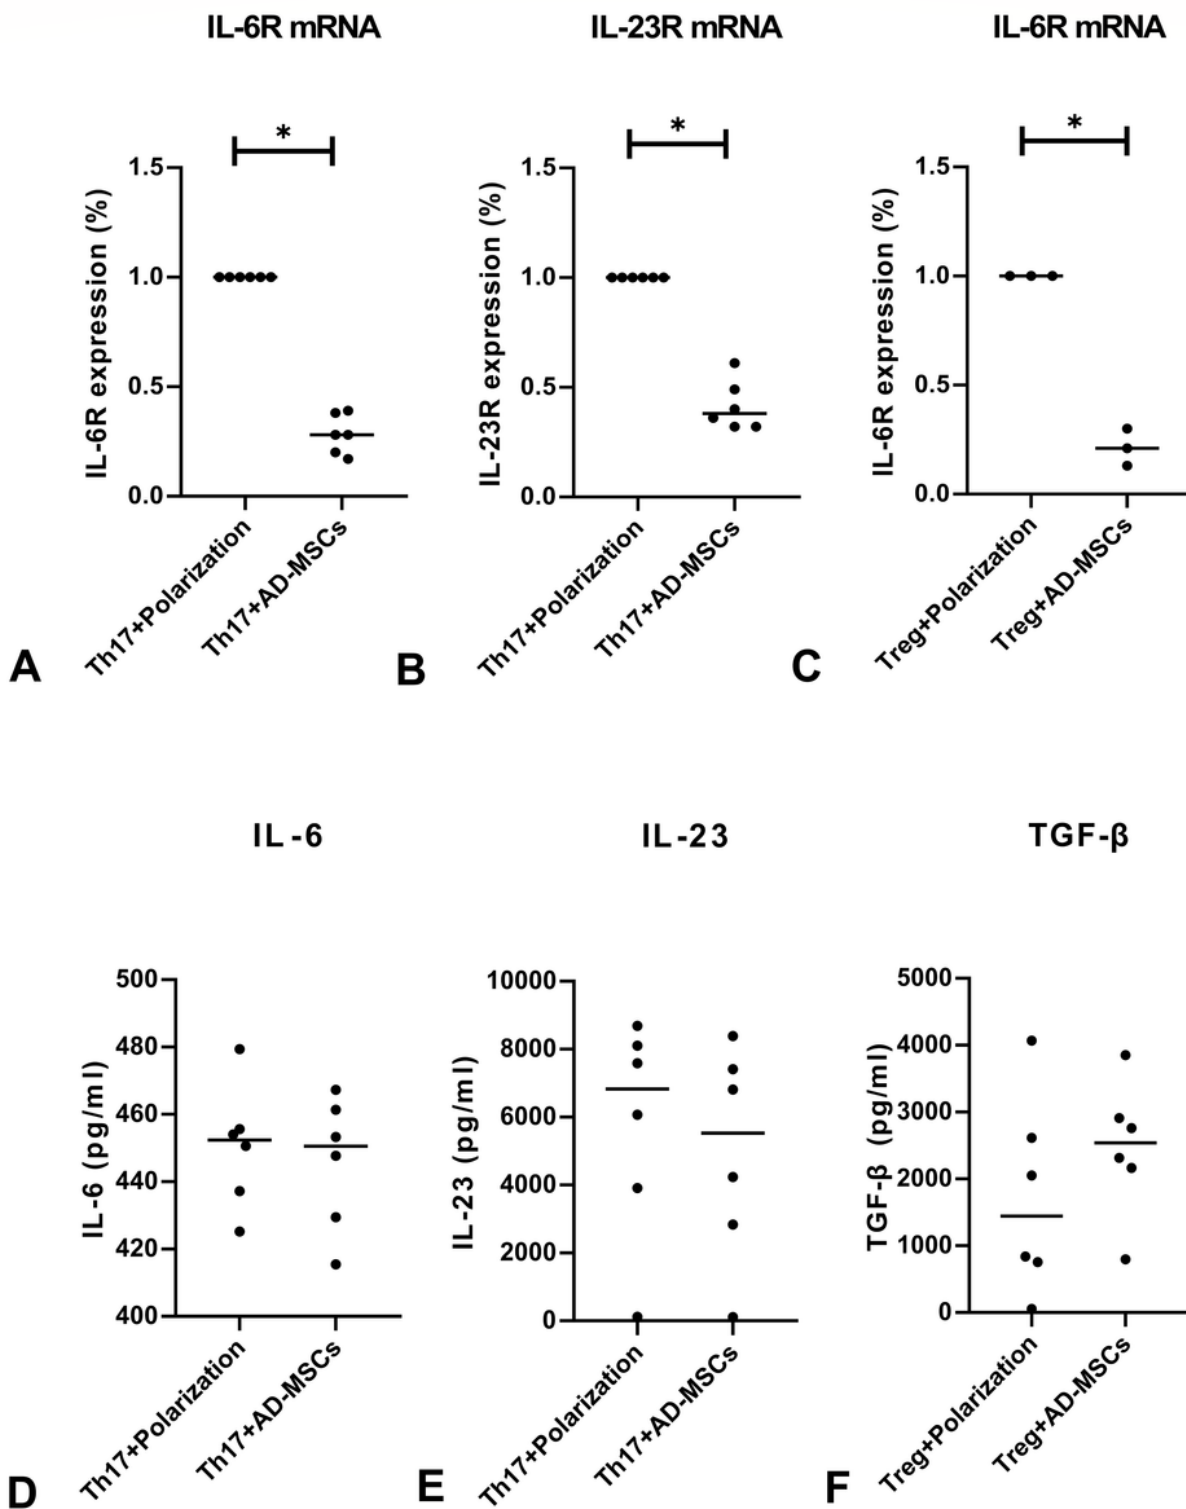 IL-6R mRNA
IL-23R mRNA
IL-6R mRNA
*
*
*
IL-6R expression (%)
1.5
1.0
0.5
0.0
IL-23R expression (%)
1.5
1.0
0.5
0.0
IL-6R expression (%)
1.5
1.0
0.5
0.0
Th17+Polarization
Th17+AD-MSCs
Th17+Polarization
Th17+AD-MSCs
Treg+Polarization
Treg+AD-MSCs
A
B
C
IL-6
IL-23
TGF-β
IL-6 (pg/ml)
500
480
460
440
420
400
IL-23 (pg/ml)
10000
8000
6000
4000
2000
0
TGF-β (pg/ml)
5000
4000
3000
2000
1000
0
Th17+Polarization
Th17+AD-MSCs
Th17+Polarization
Th17+AD-MSCs
Treg+Polarization
Treg+AD-MSCs
D
E
F